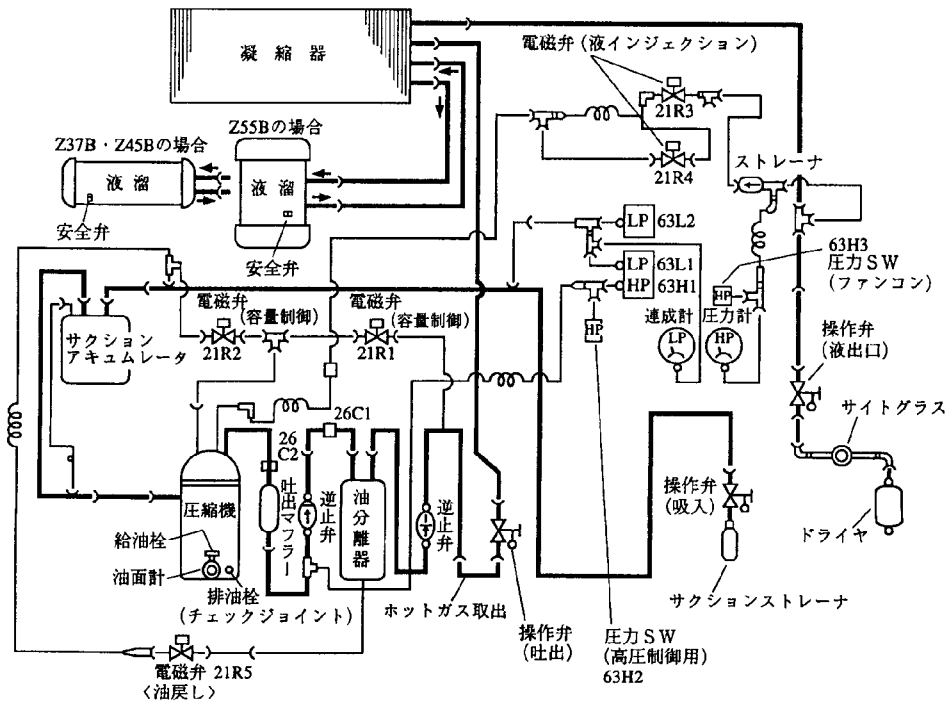 凝縮器
電磁弁(液インジェクション)
21R3
21R4
Z37B・Z45Bの場合
液溜
安全弁
Z55Bの場合
液溜
安全弁
ストレーナ
LP
63L2
LP
63L1
HP
63H1
HP
連成計
LP
圧力計
HP
HP
63H3
圧力SW
(ファンコン)
電磁弁
(容量制御)
21R2
電磁弁
(容量制御)
21R1
サクション
アキュムレータ
操作弁
(液出口)
サイトグラス
ドライヤ
26C1
26
C2
圧縮機
給油栓
油面計
排油栓
(チェックジョイント)
吐出マフラー
逆止弁
油分離器
逆止弁
ホットガス取出
操作弁
(吐出)
操作弁
(吸入)
サクションストレーナ
圧力SW
(高圧制御用)
63H2
電磁弁 21R5
〈油戻し〉